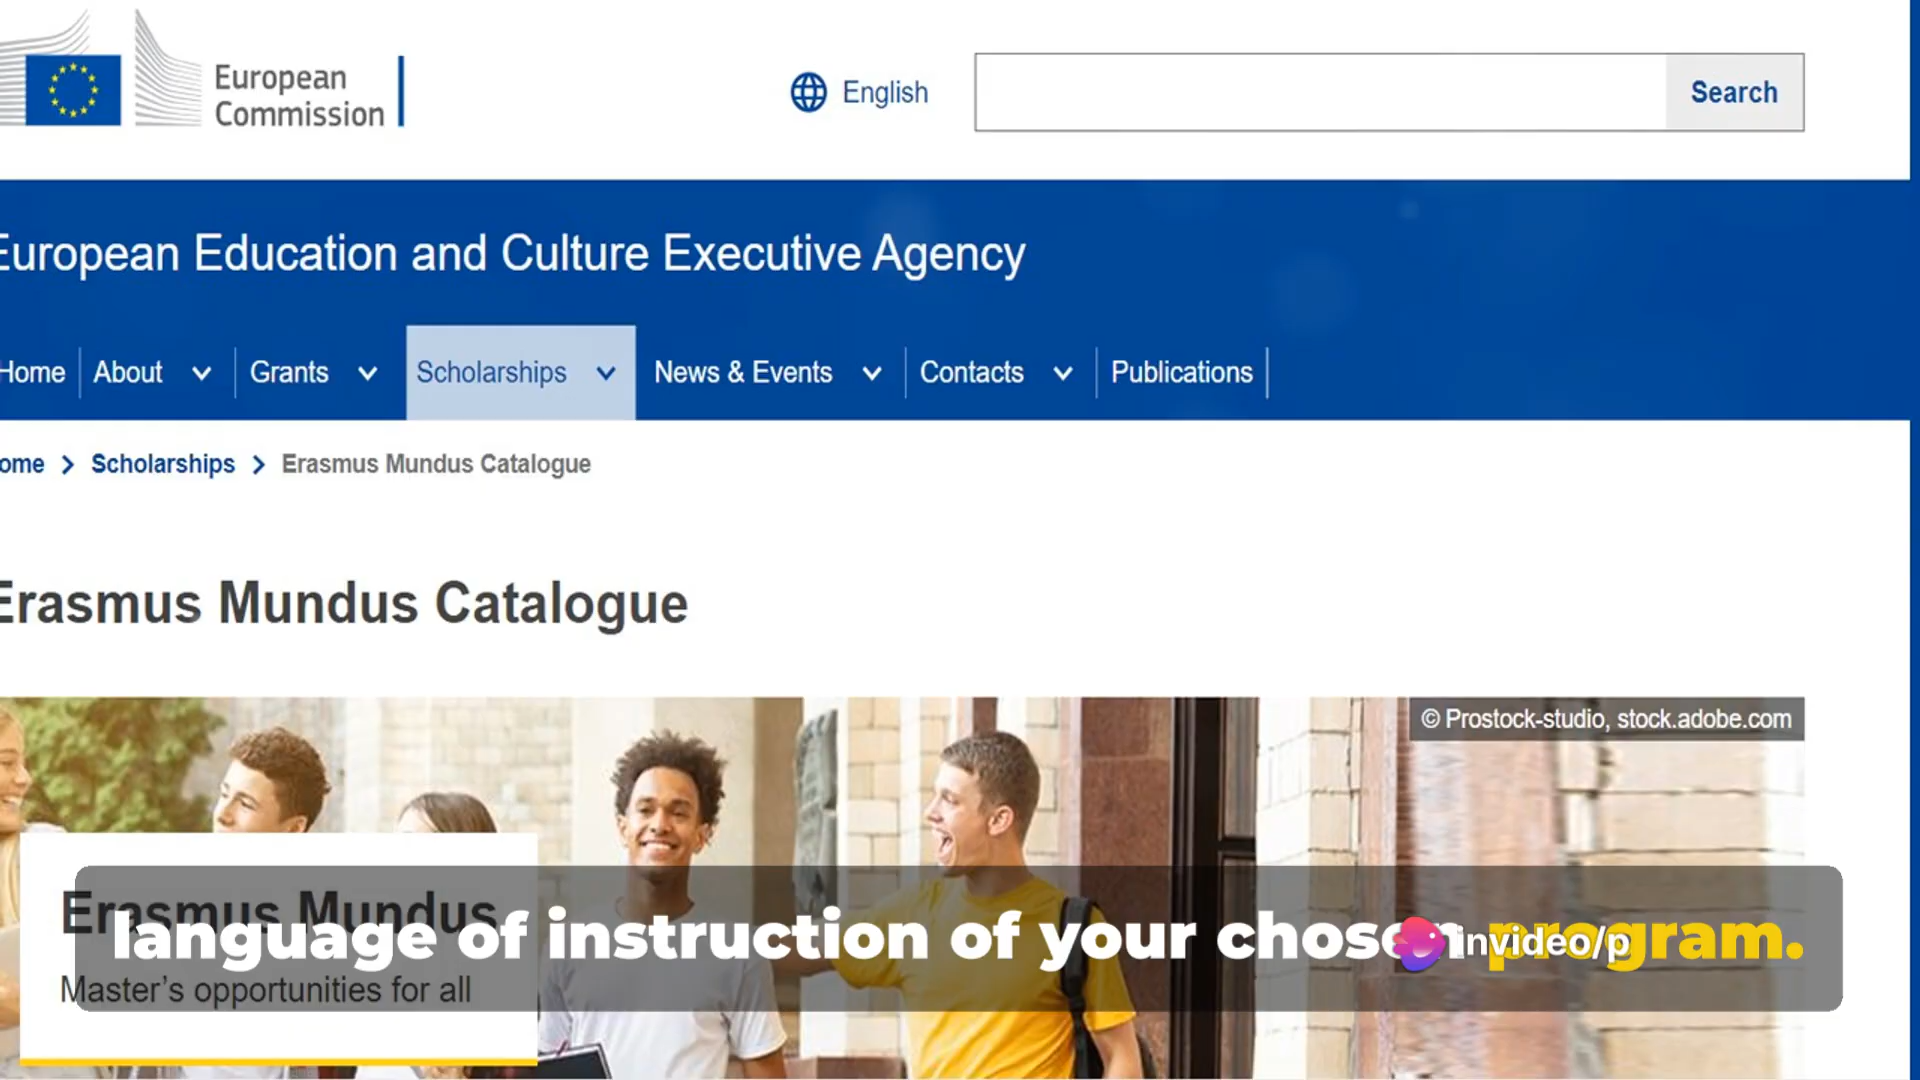 European
Commission
English
Search
European Education and Culture Executive Agency
Home
About
Grants
Scholarships
News & Events
Contacts
Publications
ome
Scholarships
Erasmus Mundus Catalogue
Erasmus Mundus Catalogue
© Prostock-studio, stock.adobe.com
Erasmus Mundus
Master's opportunities for all
language of instruction of your chosen program.
invideo/p